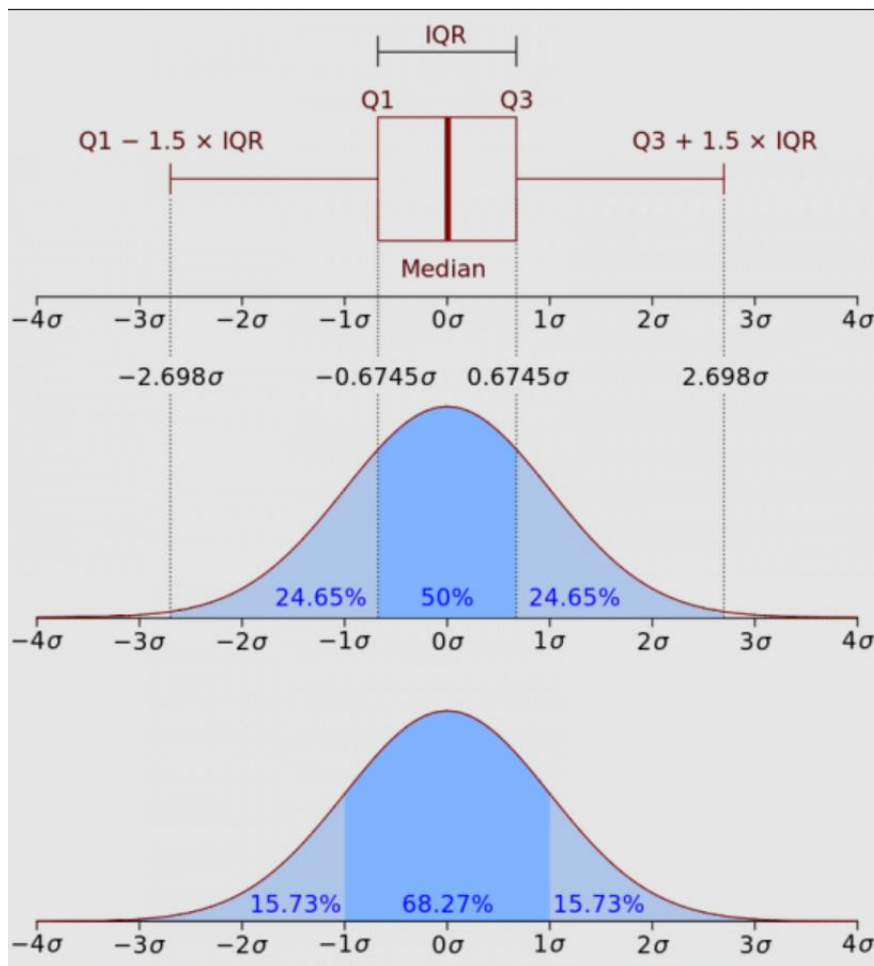 IQR
Q1 Q3
Q1 − 1.5 × IQR Q3 + 1.5 × IQR
Median
−4σ −3σ −2σ −1σ 0σ 1σ 2σ 3σ 4σ
−2.698σ −0.6745σ 0.6745σ 2.698σ
24.65% 50% 24.65%
−4σ −3σ −2σ −1σ 0σ 1σ 2σ 3σ 4σ
15.73% 68.27% 15.73%
−4σ −3σ −2σ −1σ 0σ 1σ 2σ 3σ 4σ